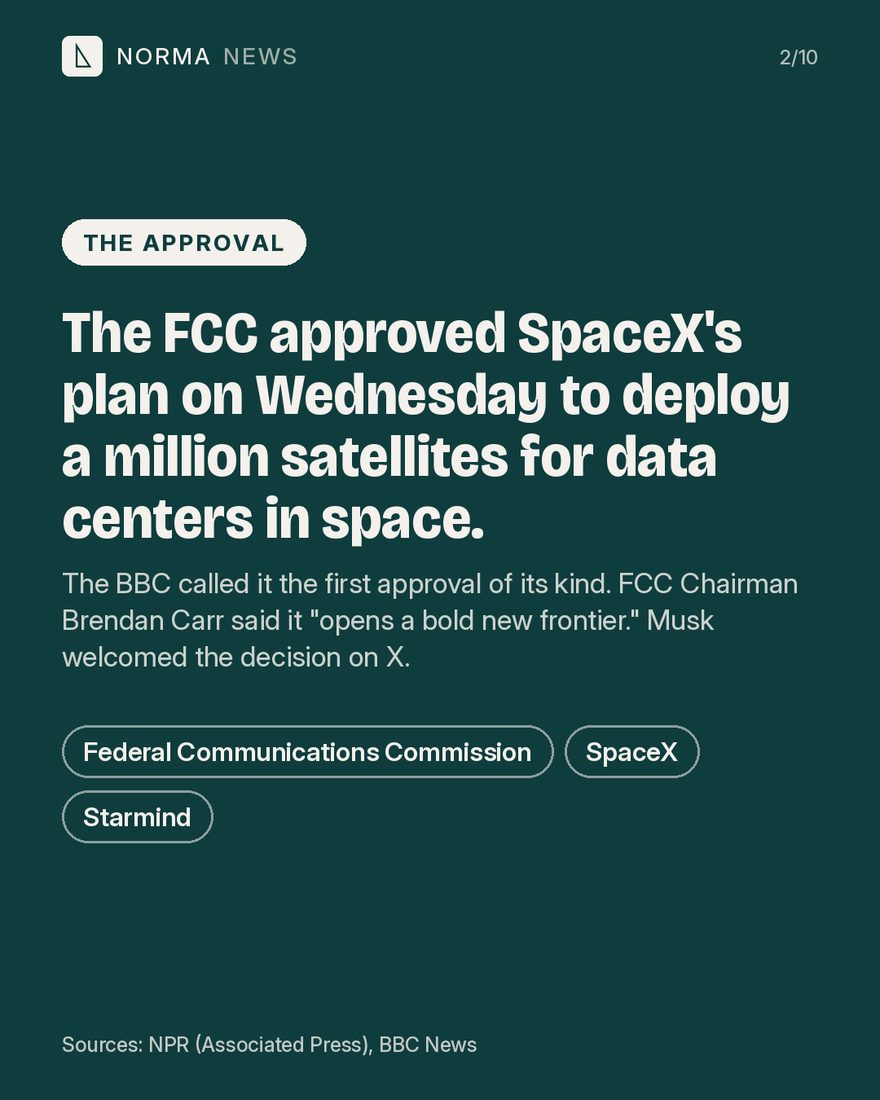 NORMA NEWS
2/10
THE APPROVAL
The FCC approved SpaceX's
plan on Wednesday to deploy
a million satellites for data
centers in space.
The BBC called it the first approval of its kind. FCC Chairman
Brendan Carr said it "opens a bold new frontier." Musk
welcomed the decision on X.
Federal Communications Commission
SpaceX
Starmind
Sources: NPR (Associated Press), BBC News